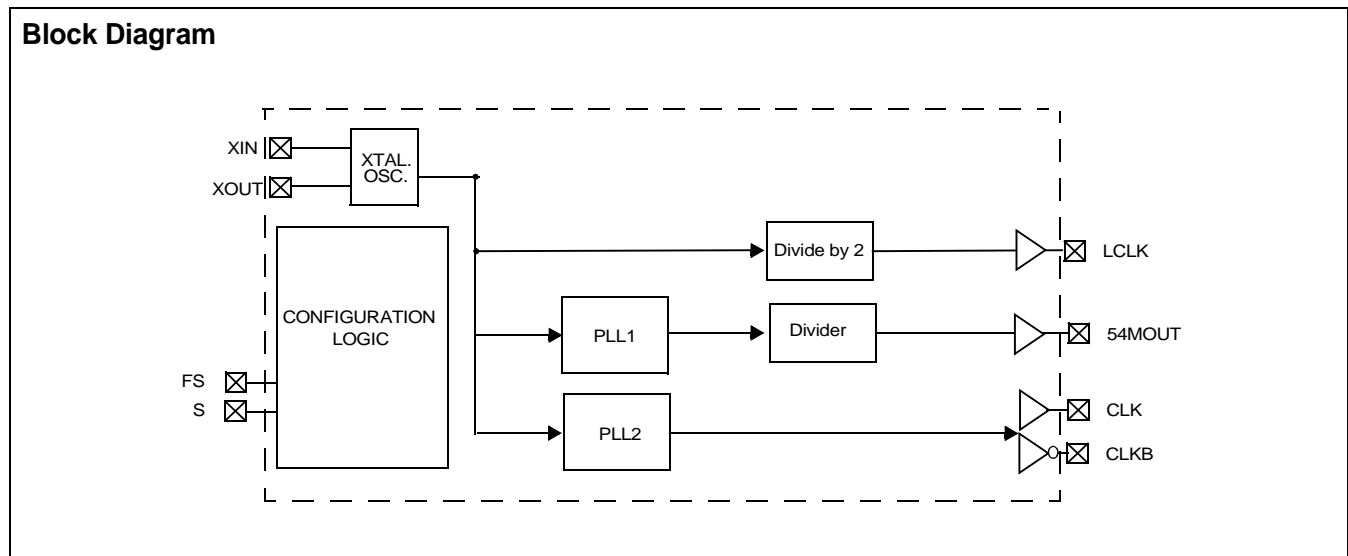 Block Diagram
XIN
XOUT
XTAL.
OSC.
Divide by 2
LCLK
CONFIGURATION
LOGIC
PLL1
Divider
54MOUT
FS
S
PLL2
CLK
CLKB